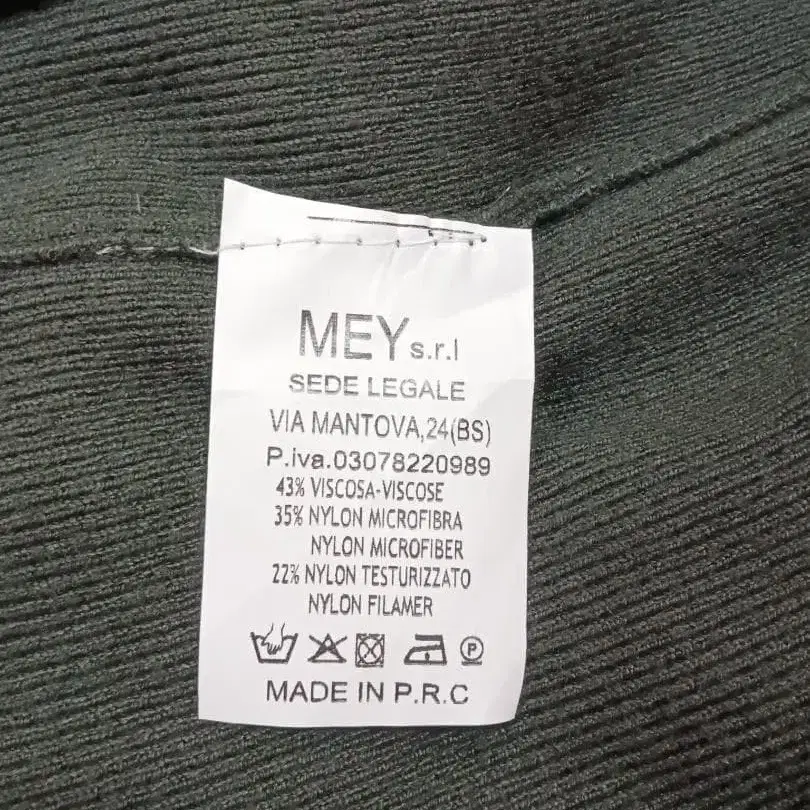 MEY s.r.l
SEDE LEGALE
VIA MANTOVA,24(BS)
P.iva.03078220989
43% VISCOSA-VISCOSE
35% NYLON MICROFIBRA
NYLON MICROFIBER
22% NYLON TESTURIZZATO
NYLON FILAMER
P
MADE IN P.R.C